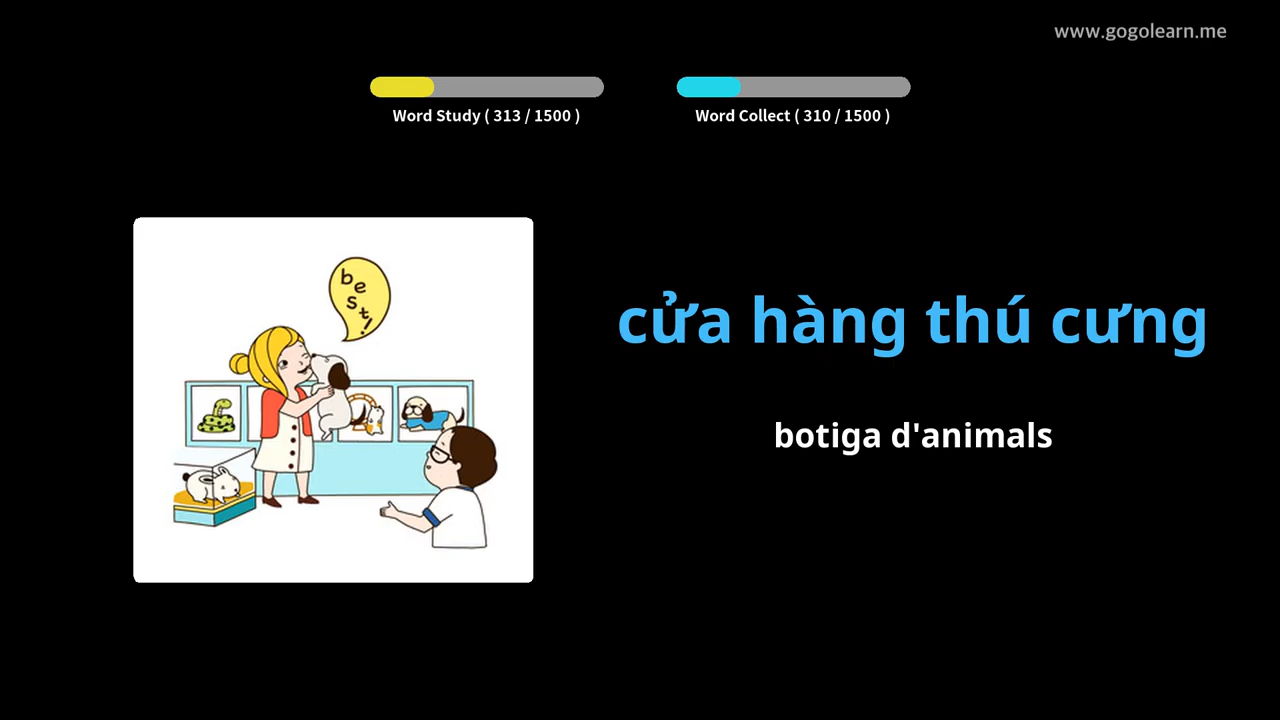 www.gogolearn.me
Word Study ( 313 / 1500 )
Word Collect ( 310 / 1500 )
best!
cửa hàng thú cưng
botiga d'animals